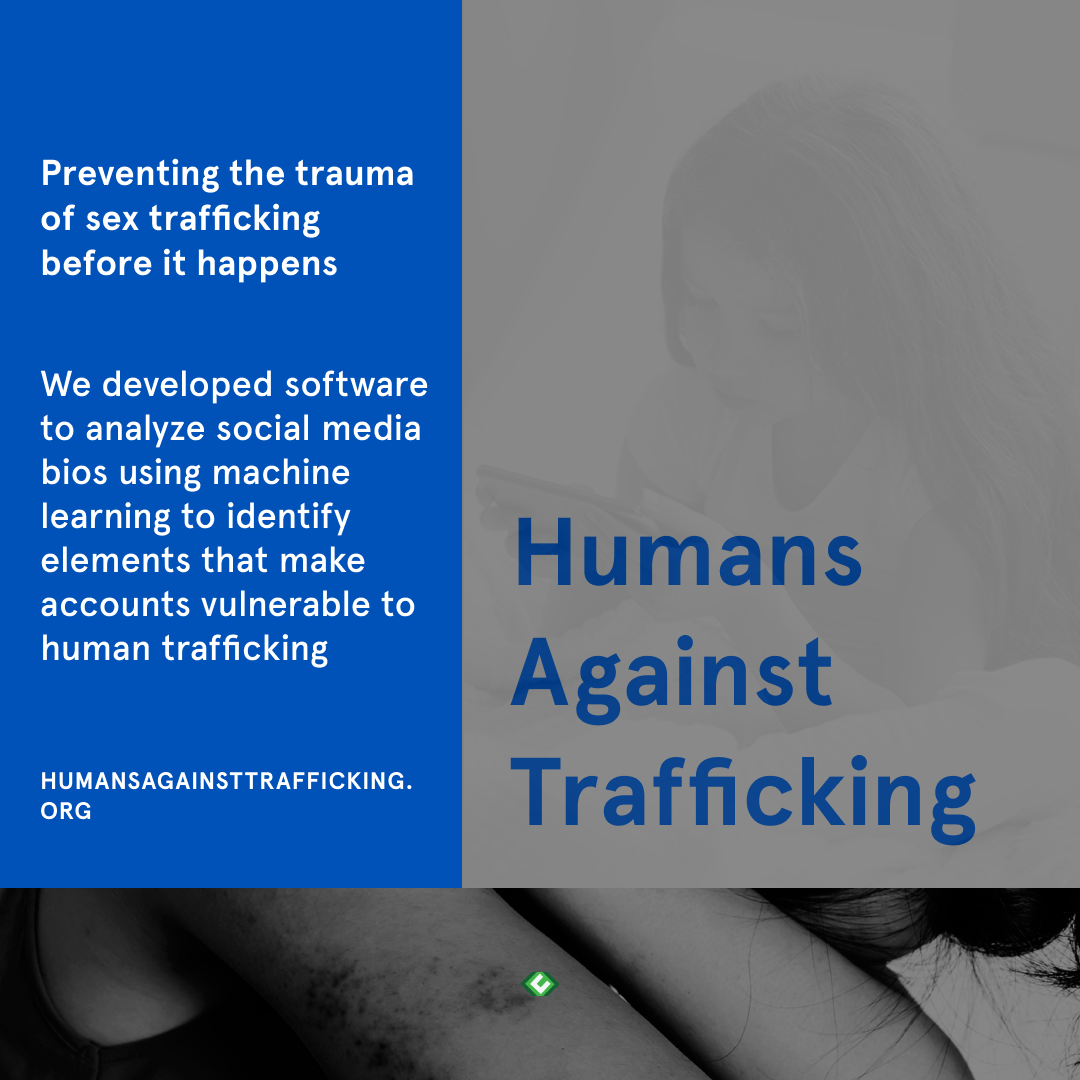 Preventing the trauma
of sex trafficking
before it happens
We developed software
to analyze social media
bios using machine
learning to identify
elements that make
accounts vulnerable to
human trafficking
HUMANSAGAINSTTRAFFICKING.
ORG
Humans
Against
Trafficking